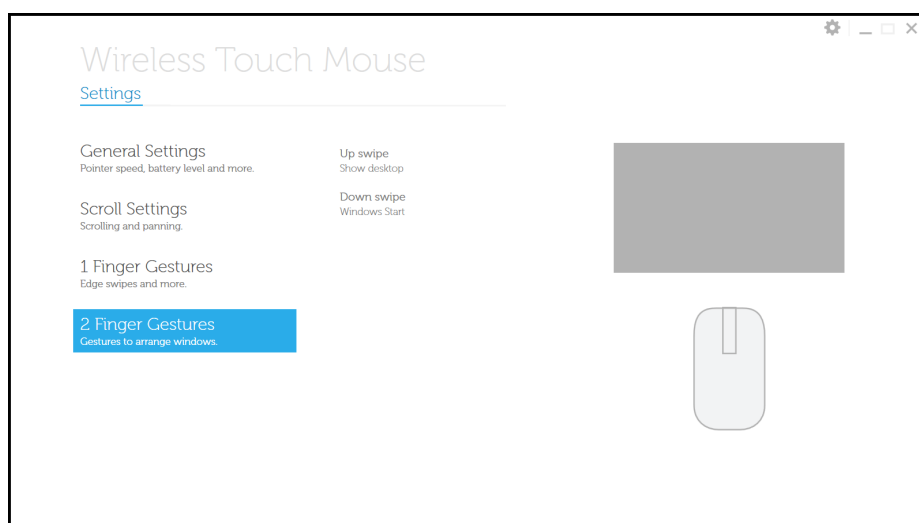 Wireless Touch Mouse
Settings
General Settings
Pointer speed, battery level and more.
Scroll Settings
Scrolling and panning.
1 Finger Gestures
Edge swipes and more.
2 Finger Gestures
Gestures to arrange windows.
Up swipe
Show desktop
Down swipe
Windows Start